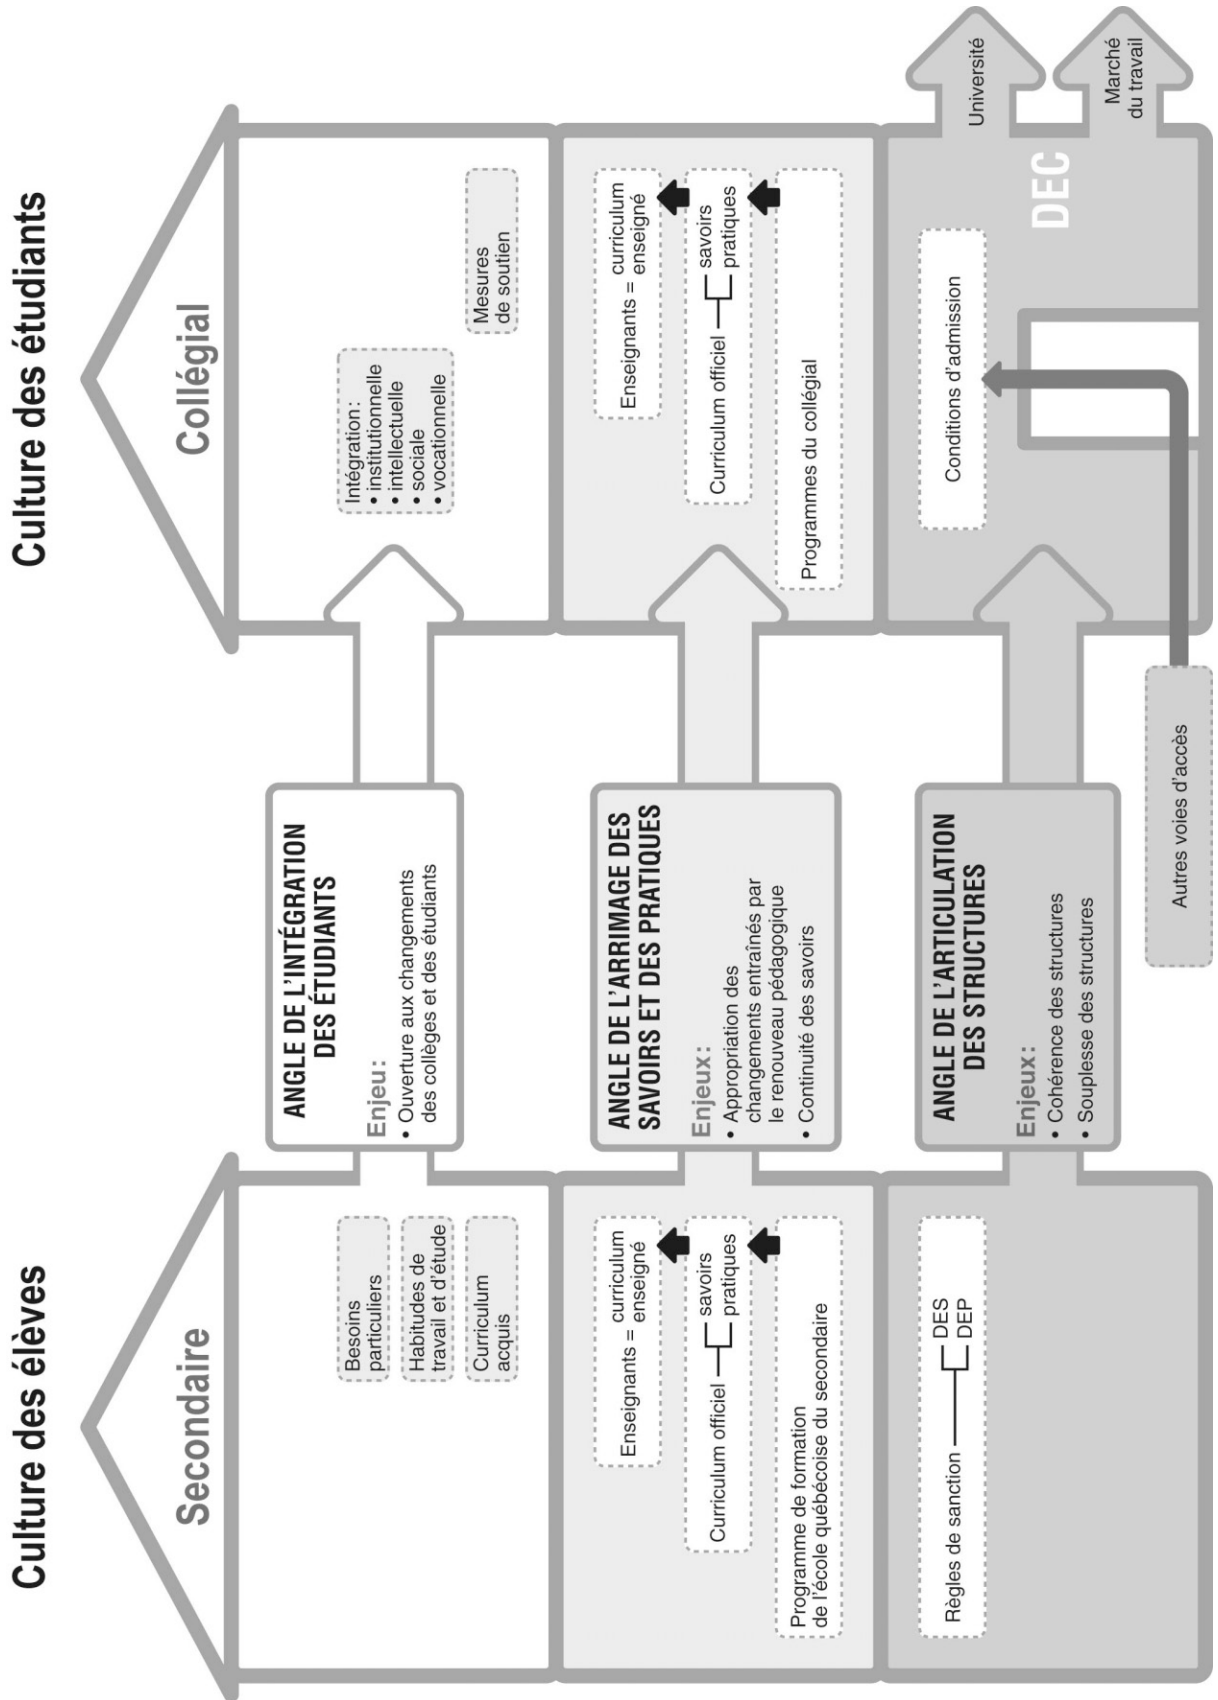 Culture des élèves
Culture des étudiants
Secondaire
Collégial
Besoins
particuliers
Habitudes de
travail et d'étude
Curriculum
acquis
ANGLE DE L'INTÉGRATION
DES ÉTUDIANTS
Enjeu :
• Ouverture aux changements
des collèges et des étudiants
Intégration :
• institutionnelle
• intellectuelle
• sociale
• vocationnelle
Mesures
de soutien
Enseignants = curriculum
enseigné
Curriculum officiel savoirs
pratiques
Programme de formation
de l'école québécoise du secondaire
ANGLE DE L'ARRIMAGE DES
SAVOIRS ET DES PRATIQUES
Enjeux :
• Appropriation des
changements entraînés par
le renouveau pédagogique
• Continuité des savoirs
Enseignants = curriculum
enseigné
Curriculum officiel savoirs
pratiques
Programmes du collégial
Règles de sanction DES
DEP
ANGLE DE L'ARTICULATION
DES STRUCTURES
Enjeux :
• Cohérence des structures
• Souplesse des structures
Conditions d'admission
DEC
Université
Marché
du travail
Autres voies d'accès